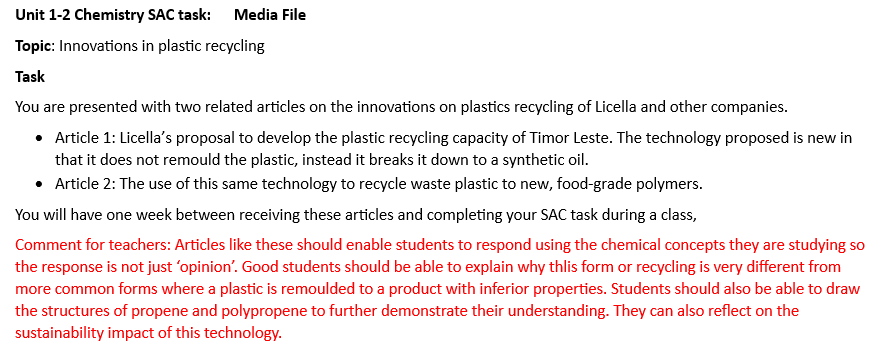 Unit 1-2 Chemistry SAC task: Media File
Topic: Innovations in plastic recycling
Task
You are presented with two related articles on the innovations on plastics recycling of Licella and other companies.
• Article 1: Licella’s proposal to develop the plastic recycling capacity of Timor Leste. The technology proposed is new in
that it does not remould the plastic, instead it breaks it down to a synthetic oil.
• Article 2: The use of this same technology to recycle waste plastic to new, food-grade polymers.
You will have one week between receiving these articles and completing your SAC task during a class,
Comment for teachers: Articles like these should enable students to respond using the chemical concepts they are studying so
the response is not just ‘opinion’. Good students should be able to explain why thlis form or recycling is very different from
more common forms where a plastic is remoulded to a product with inferior properties. Students should also be able to draw
the structures of propene and polypropene to further demonstrate their understanding. They can also reflect on the
sustainability impact of this technology.